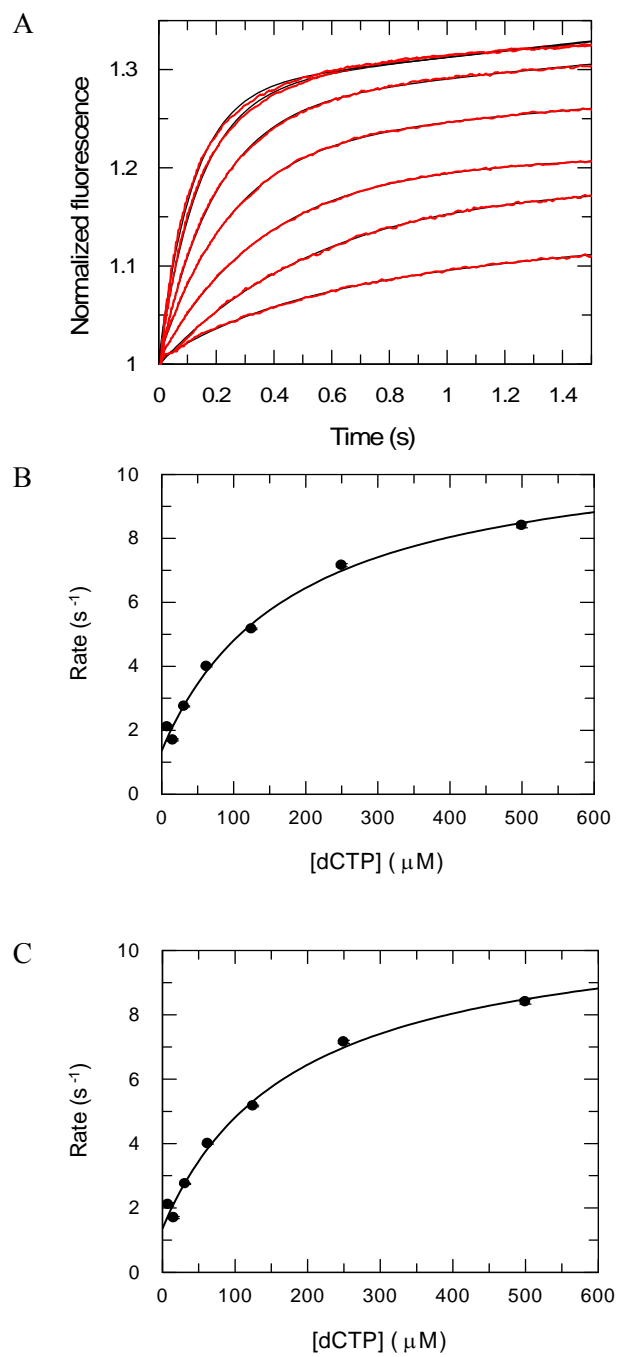 A
Normalized fluorescence
1.3
1.2
1.1
1
0 0.2 0.4 0.6 0.8 1 1.2 1.4
Time (s)
B
Rate (s-1)
10
8
6
4
2
0
0 100 200 300 400 500 600
[dCTP] ( μM)
C
Rate (s-1)
10
8
6
4
2
0
0 100 200 300 400 500 600
[dCTP] ( μM)